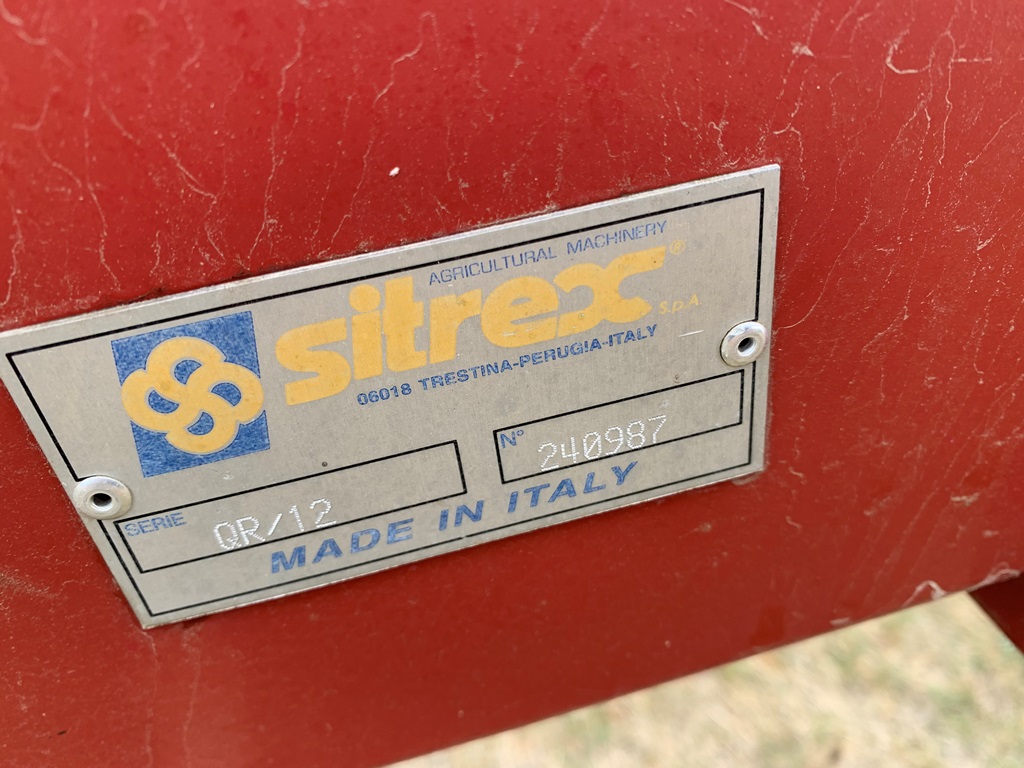 AGRICULTURAL MACHINERY
sitrex®
S.p.A
06018 TRESTINA-PERUGIA-ITALY
SERIE QR/12
N° 240987
MADE IN ITALY